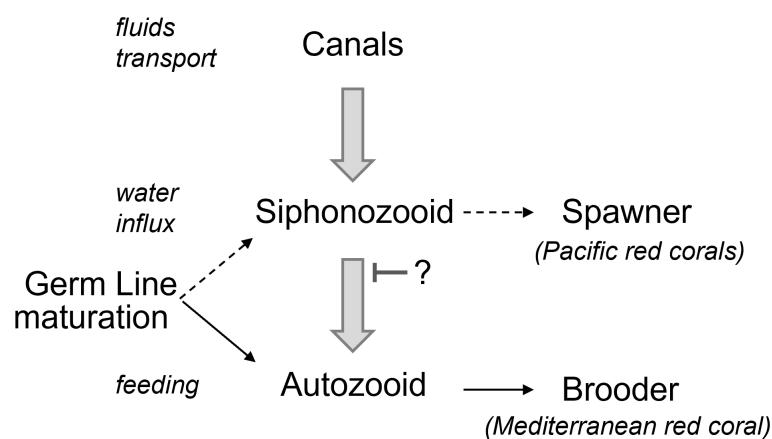 fluids
transport
Canals
water
influx
Siphonozooid
Spawner
(Pacific red corals)
?
Germ Line
maturation
feeding
Autozooid
Brooder
(Mediterranean red coral)